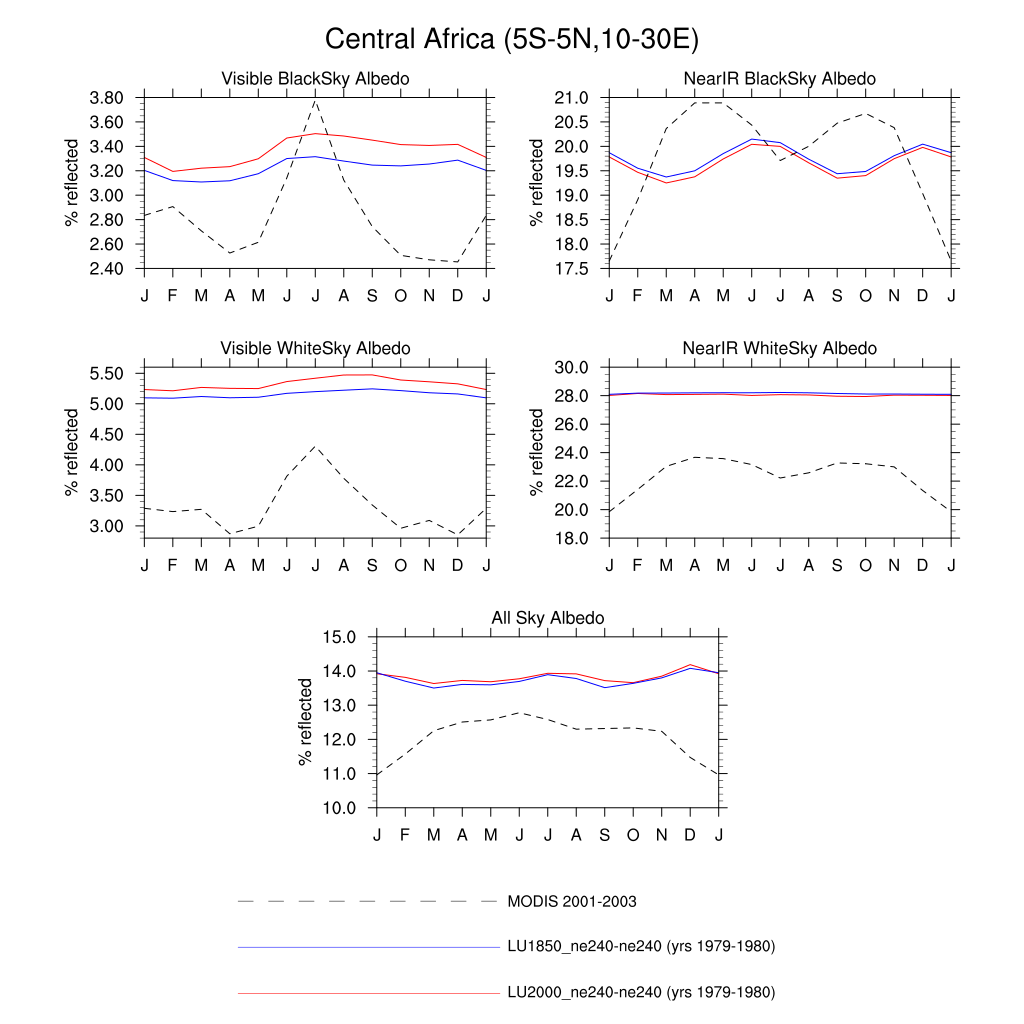 Central Africa (5S-5N,10-30E)
Visible BlackSky Albedo
% reflected
3.80
3.60
3.40
3.20
3.00
2.80
2.60
2.40
J F M A M J J A S O N D J
NearIR BlackSky Albedo
% reflected
21.0
20.5
20.0
19.5
19.0
18.5
18.0
17.5
J F M A M J J A S O N D J
Visible WhiteSky Albedo
% reflected
5.50
5.00
4.50
4.00
3.50
3.00
J F M A M J J A S O N D J
NearIR WhiteSky Albedo
% reflected
30.0
28.0
26.0
24.0
22.0
20.0
18.0
J F M A M J J A S O N D J
All Sky Albedo
% reflected
15.0
14.0
13.0
12.0
11.0
10.0
J F M A M J J A S O N D J
MODIS 2001-2003
LU1850_ne240-ne240 (yrs 1979-1980)
LU2000_ne240-ne240 (yrs 1979-1980)